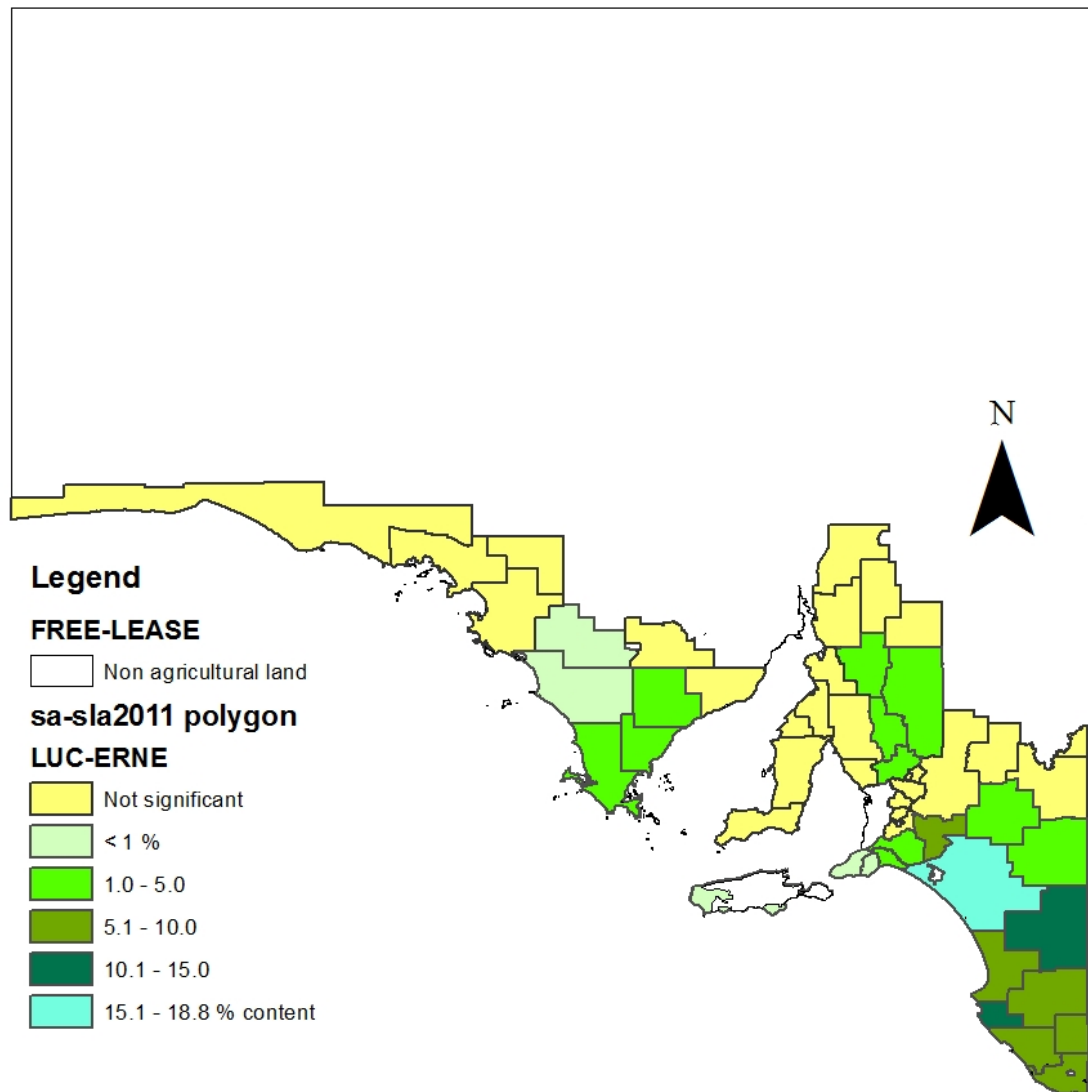 N
Legend
FREE-LEASE
Non agricultural land
sa-sla2011 polygon
LUC-ERNE
Not significant
< 1 %
1.0 - 5.0
5.1 - 10.0
10.1 - 15.0
15.1 - 18.8 % content